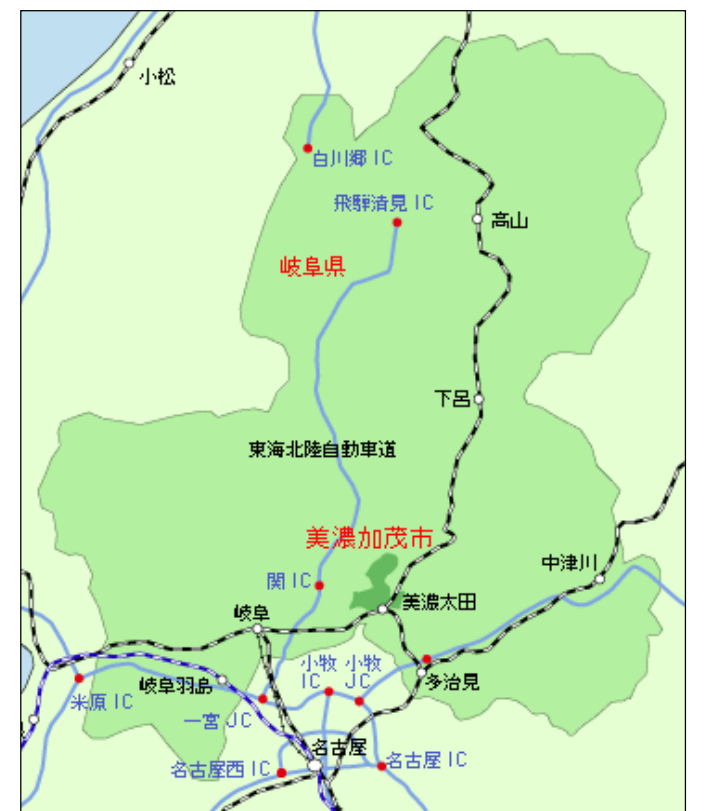 小松
白川郷 IC
飛騨清見 IC
高山
岐阜県
下呂
東海北陸自動車道
美濃加茂市
中津川
関 IC
美濃太田
岐阜
小牧
IC
小牧
JC
多治見
岐阜羽島
米原 IC
一宮 JC
名古屋
名古屋 IC
名古屋西 IC